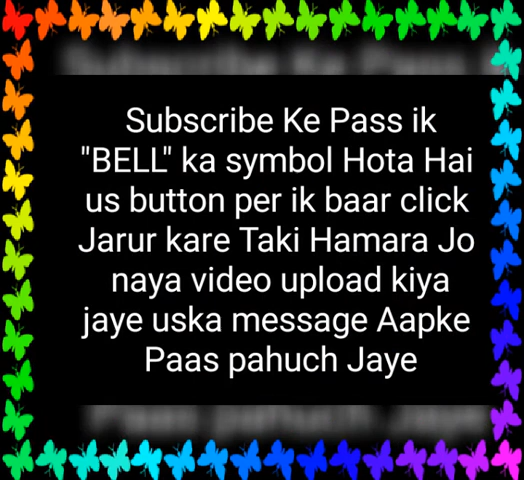 Subscribe Ke Pass ik
"BELL" ka symbol Hota Hai
us button per ik baar click
Jarur kare Taki Hamara Jo
naya video upload kiya
jaye uska message Aapke
Paas pahuch Jaye